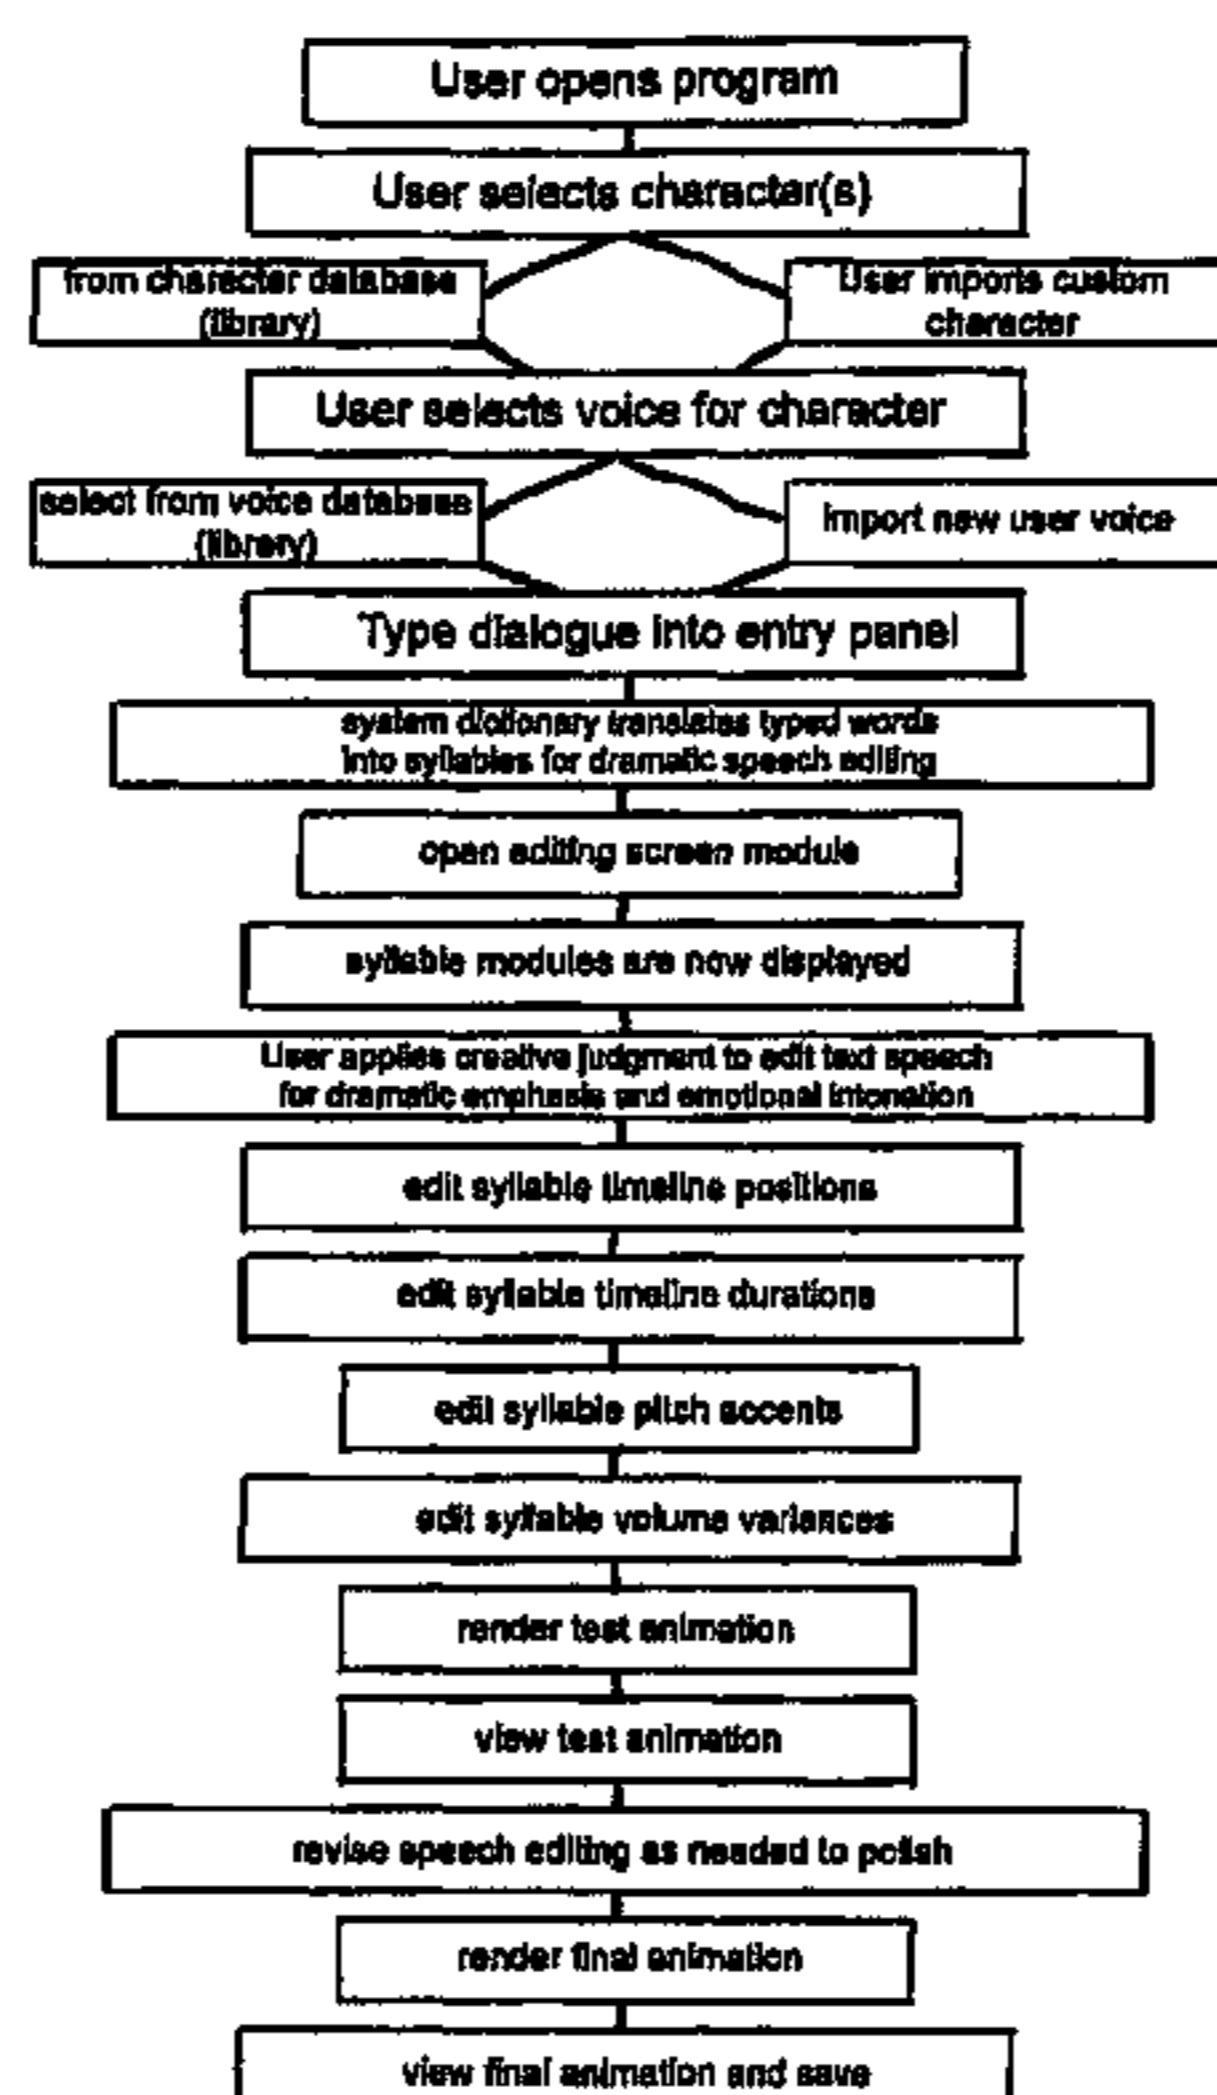 User opens program
User selects character(s)
from character database
(library)
User imports custom
character
User selects voice for character
select from voice database
(library)
import new user voice
Type dialogue into entry panel
system dictionary translates typed words
into syllables for dramatic speech editing
open editing screen module
syllable modules are now displayed
User applies creative judgment to edit text speech
for dramatic emphasis and emotional intonation
edit syllable timeline positions
edit syllable timeline durations
edit syllable pitch accents
edit syllable volume variances
render test animation
view test animation
revise speech editing as needed to polish
render final animation
view final animation and save